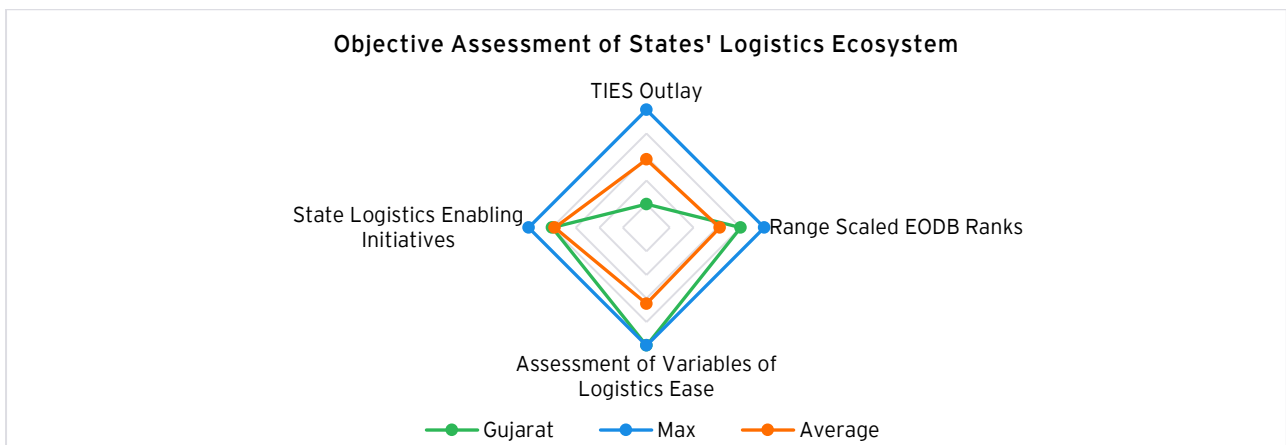 Objective Assessment of States' Logistics Ecosystem
TIES Outlay
State Logistics Enabling
Initiatives
Range Scaled EODB Ranks
Assessment of Variables of
Logistics Ease
Gujarat
Max
Average